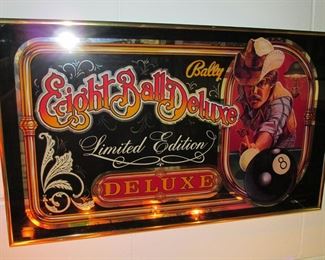 Bally
Eight Ball Deluxe
Limited Edition
DELUXE
8